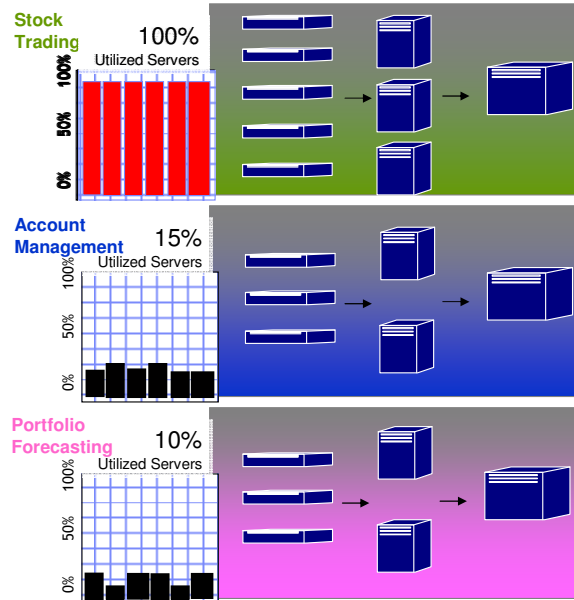 Stock
Trading
100%
Utilized Servers
100%
50%
0%
Account
Management
15%
Utilized Servers
100%
50%
0%
Portfolio
Forecasting
10%
Utilized Servers
100%
50%
0%